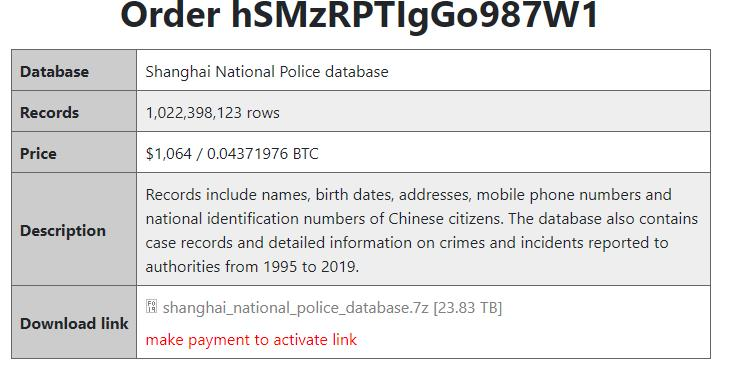 Order hSMzRPTIgGo987W1
Database
Shanghai National Police database
Records
1,022,398,123 rows
Price
$1,064 / 0.04371976 BTC
Description
Records include names, birth dates, addresses, mobile phone numbers and
national identification numbers of Chinese citizens. The database also contains
case records and detailed information on crimes and incidents reported to
authorities from 1995 to 2019.
Download link
shanghai_national_police_database.7z [23.83 TB]
make payment to activate link